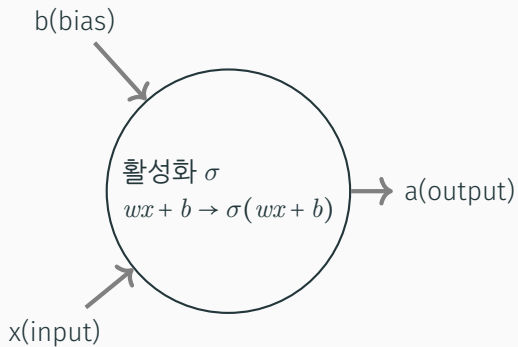 b(bias)
활성화 σ
wx + b → σ(wx + b)
a(output)
x(input)